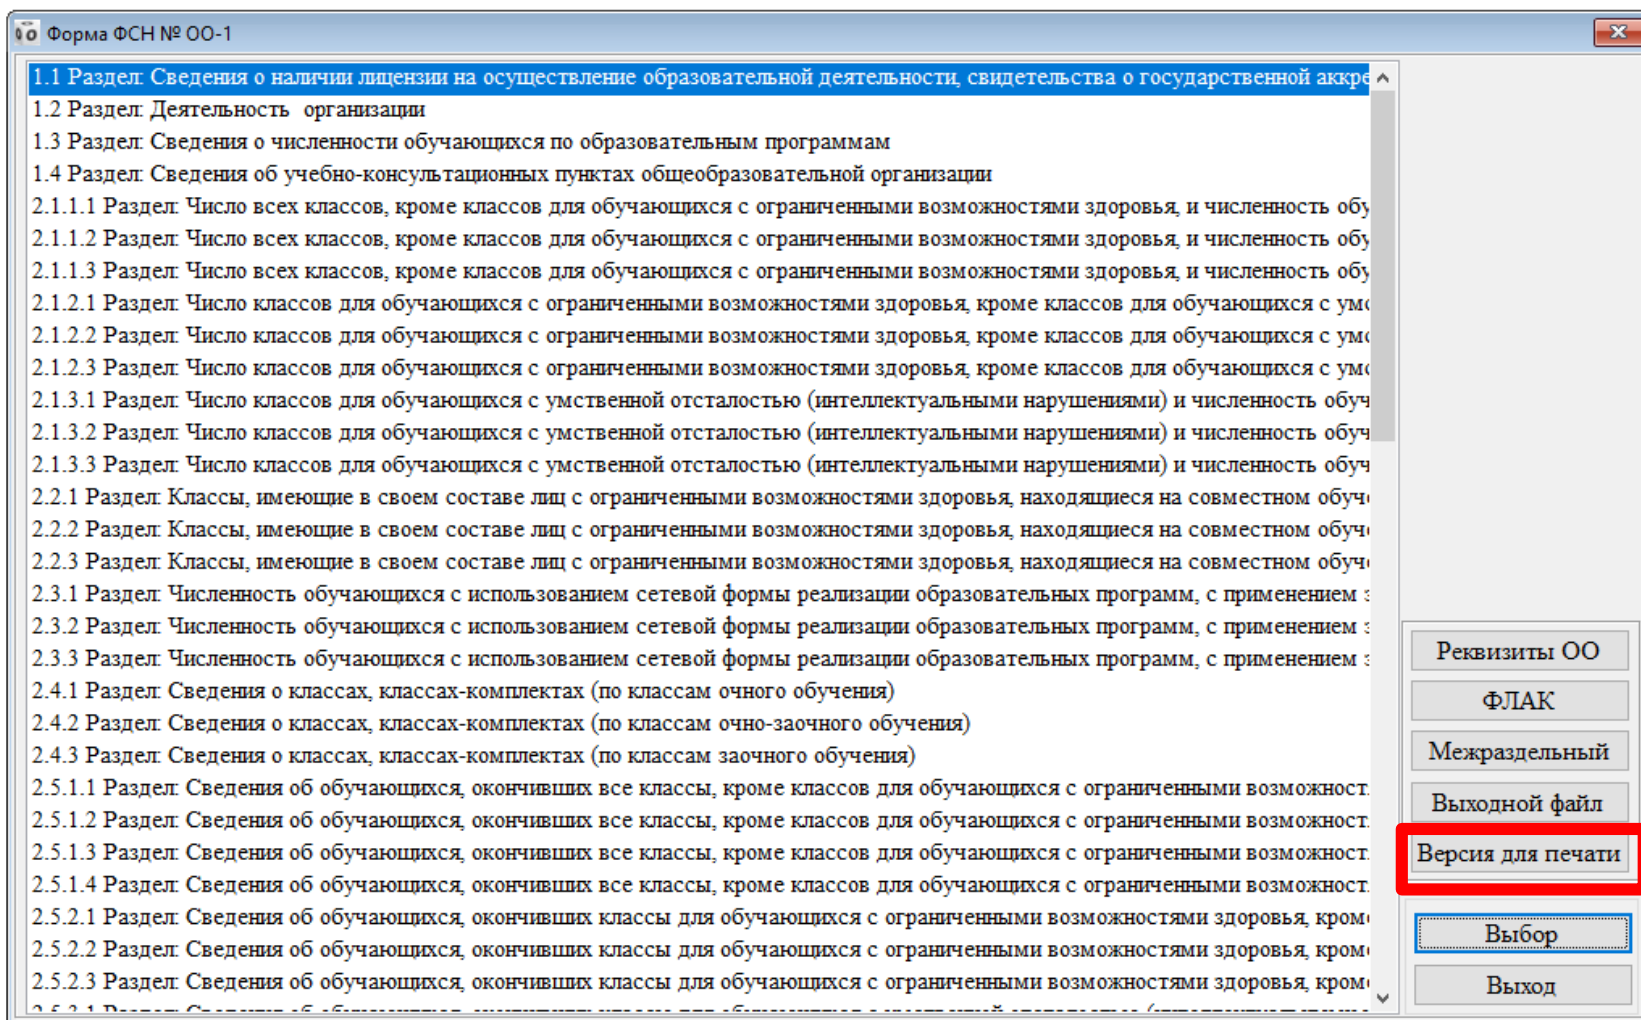 Форма ФСН № ОО-1
1.1 Раздел: Сведения о наличии лицензии на осуществление образовательной деятельности, свидетельства о государственной аккре
1.2 Раздел: Деятельность организации
1.3 Раздел: Сведения о численности обучающихся по образовательным программам
1.4 Раздел: Сведения об учебно-консультационных пунктах общеобразовательной организации
2.1.1.1 Раздел: Число всех классов, кроме классов для обучающихся с ограниченными возможностями здоровья, и численность обу
2.1.1.2 Раздел: Число всех классов, кроме классов для обучающихся с ограниченными возможностями здоровья, и численность обу
2.1.1.3 Раздел: Число всех классов, кроме классов для обучающихся с ограниченными возможностями здоровья, и численность обу
2.1.2.1 Раздел: Число классов для обучающихся с ограниченными возможностями здоровья, кроме классов для обучающихся с умс
2.1.2.2 Раздел: Число классов для обучающихся с ограниченными возможностями здоровья, кроме классов для обучающихся с умс
2.1.2.3 Раздел: Число классов для обучающихся с ограниченными возможностями здоровья, кроме классов для обучающихся с умс
2.1.3.1 Раздел: Число классов для обучающихся с умственной отсталостью (интеллектуальными нарушениями) и численность обуч
2.1.3.2 Раздел: Число классов для обучающихся с умственной отсталостью (интеллектуальными нарушениями) и численность обуч
2.1.3.3 Раздел: Число классов для обучающихся с умственной отсталостью (интеллектуальными нарушениями) и численность обуч
2.2.1 Раздел: Классы, имеющие в своем составе лиц с ограниченными возможностями здоровья, находящиеся на совместном обуч
2.2.2 Раздел: Классы, имеющие в своем составе лиц с ограниченными возможностями здоровья, находящиеся на совместном обуч
2.2.3 Раздел: Классы, имеющие в своем составе лиц с ограниченными возможностями здоровья, находящиеся на совместном обуч
2.3.1 Раздел: Численность обучающихся с использованием сетевой формы реализации образовательных программ, с применением
2.3.2 Раздел: Численность обучающихся с использованием сетевой формы реализации образовательных программ, с применением
2.3.3 Раздел: Численность обучающихся с использованием сетевой формы реализации образовательных программ, с применением
2.4.1 Раздел: Сведения о классах, классах-комплектах (по классам очного обучения)
2.4.2 Раздел: Сведения о классах, классах-комплектах (по классам очно-заочного обучения)
2.4.3 Раздел: Сведения о классах, классах-комплектах (по классам заочного обучения)
2.5.1.1 Раздел: Сведения об обучающихся, окончивших все классы, кроме классов для обучающихся с ограниченными возможност
2.5.1.2 Раздел: Сведения об обучающихся, окончивших все классы, кроме классов для обучающихся с ограниченными возможност
2.5.1.3 Раздел: Сведения об обучающихся, окончивших все классы, кроме классов для обучающихся с ограниченными возможност
2.5.1.4 Раздел: Сведения об обучающихся, окончивших все классы, кроме классов для обучающихся с ограниченными возможност
2.5.2.1 Раздел: Сведения об обучающихся, окончивших классы для обучающихся с ограниченными возможностями здоровья, кром
2.5.2.2 Раздел: Сведения об обучающихся, окончивших классы для обучающихся с ограниченными возможностями здоровья, кром
2.5.2.3 Раздел: Сведения об обучающихся, окончивших классы для обучающихся с ограниченными возможностями здоровья, кром
Реквизиты ОО
ФЛАК
Межраздельный
Выходной файл
Версия для печати
Выбор
Выход